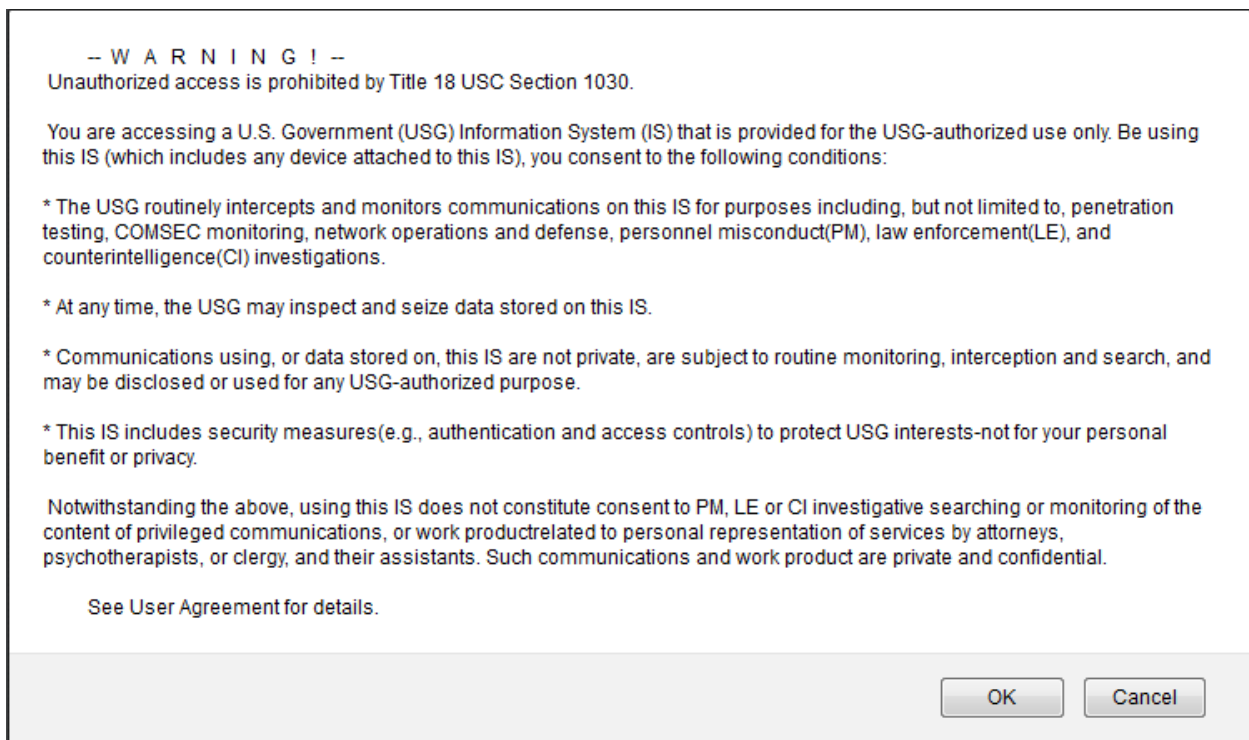 -- W A R N I N G ! --
Unauthorized access is prohibited by Title 18 USC Section 1030.
You are accessing a U.S. Government (USG) Information System (IS) that is provided for the USG-authorized use only. Be using
this IS (which includes any device attached to this IS), you consent to the following conditions:
* The USG routinely intercepts and monitors communications on this IS for purposes including, but not limited to, penetration
testing, COMSEC monitoring, network operations and defense, personnel misconduct(PM), law enforcement(LE), and
counterintelligence(CI) investigations.
* At any time, the USG may inspect and seize data stored on this IS.
* Communications using, or data stored on, this IS are not private, are subject to routine monitoring, interception and search, and
may be disclosed or used for any USG-authorized purpose.
* This IS includes security measures(e.g., authentication and access controls) to protect USG interests-not for your personal
benefit or privacy.
Notwithstanding the above, using this IS does not constitute consent to PM, LE or CI investigative searching or monitoring of the
content of privileged communications, or work productrelated to personal representation of services by attorneys,
psychotherapists, or clergy, and their assistants. Such communications and work product are private and confidential.
See User Agreement for details.
OK Cancel